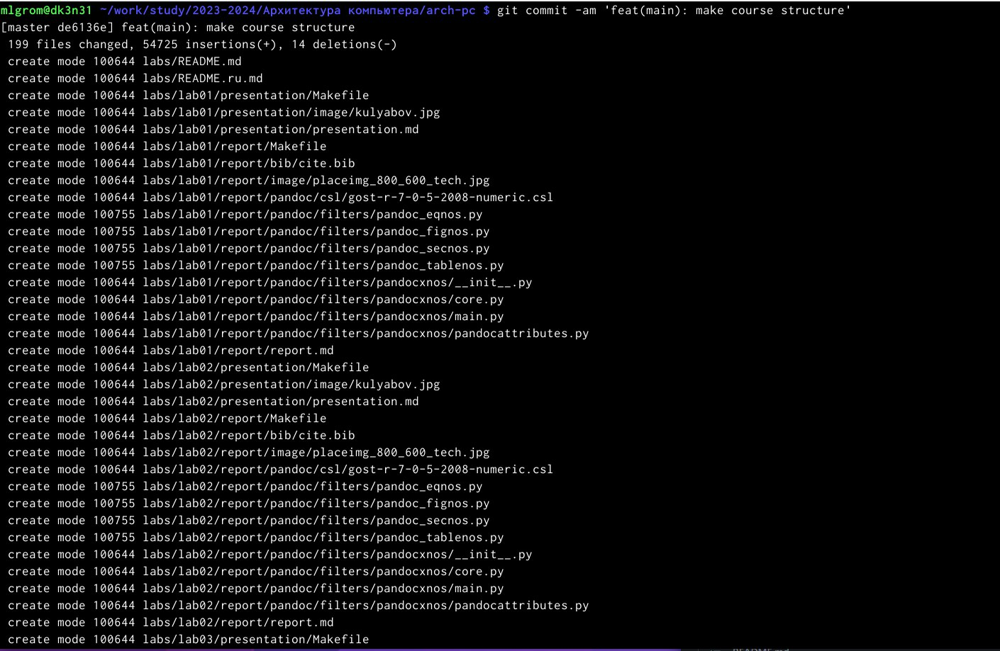 mlgrom@dk3n31 ~/work/study/2023-2024/Архитектура компьютера/arch-pc $ git commit -am 'feat(main): make course structure'
[master de6136e] feat(main): make course structure
 199 files changed, 54725 insertions(+), 14 deletions(-)
 create mode 100644 labs/README.md
 create mode 100644 labs/README.ru.md
 create mode 100644 labs/lab01/presentation/Makefile
 create mode 100644 labs/lab01/presentation/image/kulyabov.jpg
 create mode 100644 labs/lab01/presentation/presentation.md
 create mode 100644 labs/lab01/report/Makefile
 create mode 100644 labs/lab01/report/bib/cite.bib
 create mode 100644 labs/lab01/report/image/placeimg_800_600_tech.jpg
 create mode 100644 labs/lab01/report/pandoc/csl/gost-r-7-0-5-2008-numeric.csl
 create mode 100755 labs/lab01/report/pandoc/filters/pandoc_eqnos.py
 create mode 100755 labs/lab01/report/pandoc/filters/pandoc_fignos.py
 create mode 100755 labs/lab01/report/pandoc/filters/pandoc_secnos.py
 create mode 100755 labs/lab01/report/pandoc/filters/pandoc_tablenos.py
 create mode 100644 labs/lab01/report/pandoc/filters/pandocxnos/__init__.py
 create mode 100644 labs/lab01/report/pandoc/filters/pandocxnos/core.py
 create mode 100644 labs/lab01/report/pandoc/filters/pandocxnos/main.py
 create mode 100644 labs/lab01/report/pandoc/filters/pandocxnos/pandocattributes.py
 create mode 100644 labs/lab01/report/report.md
 create mode 100644 labs/lab02/presentation/Makefile
 create mode 100644 labs/lab02/presentation/image/kulyabov.jpg
 create mode 100644 labs/lab02/presentation/presentation.md
 create mode 100644 labs/lab02/report/Makefile
 create mode 100644 labs/lab02/report/bib/cite.bib
 create mode 100644 labs/lab02/report/image/placeimg_800_600_tech.jpg
 create mode 100644 labs/lab02/report/pandoc/csl/gost-r-7-0-5-2008-numeric.csl
 create mode 100755 labs/lab02/report/pandoc/filters/pandoc_eqnos.py
 create mode 100755 labs/lab02/report/pandoc/filters/pandoc_fignos.py
 create mode 100755 labs/lab02/report/pandoc/filters/pandoc_secnos.py
 create mode 100755 labs/lab02/report/pandoc/filters/pandoc_tablenos.py
 create mode 100644 labs/lab02/report/pandoc/filters/pandocxnos/__init__.py
 create mode 100644 labs/lab02/report/pandoc/filters/pandocxnos/core.py
 create mode 100644 labs/lab02/report/pandoc/filters/pandocxnos/main.py
 create mode 100644 labs/lab02/report/pandoc/filters/pandocxnos/pandocattributes.py
 create mode 100644 labs/lab02/report/report.md
 create mode 100644 labs/lab03/presentation/Makefile